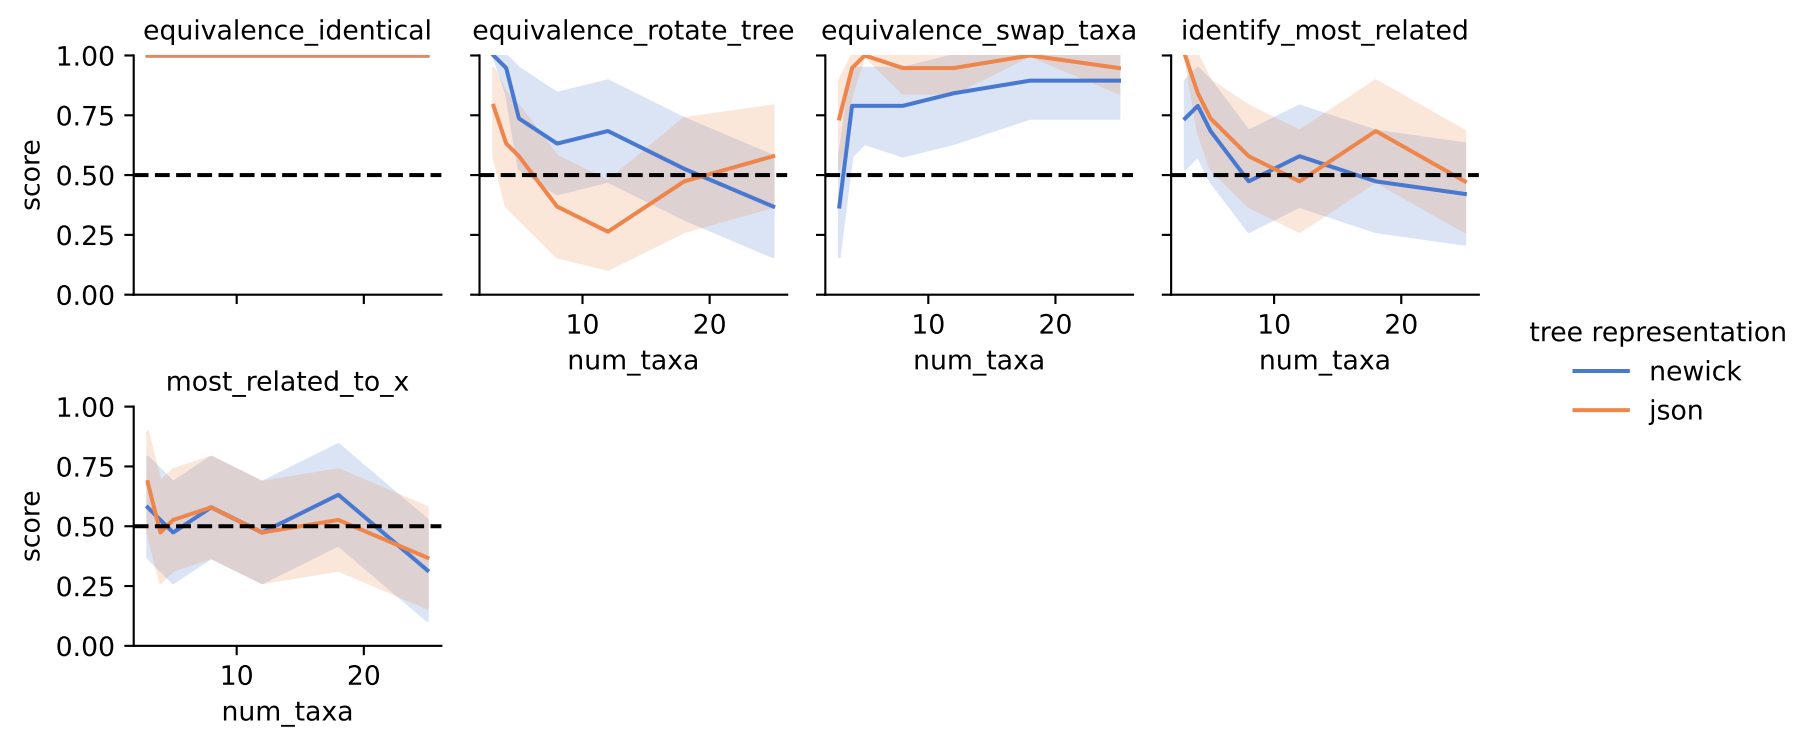 equivalence_identical
equivalence_rotate_tree
equivalence_swap_taxa
identify_most_related
1.00
0.75
0.50
0.25
0.00
score
10
20
num_taxa
10
20
num_taxa
10
20
num_taxa
tree representation
newick
json
most_related_to_x
1.00
0.75
0.50
0.25
0.00
score
10
20
num_taxa